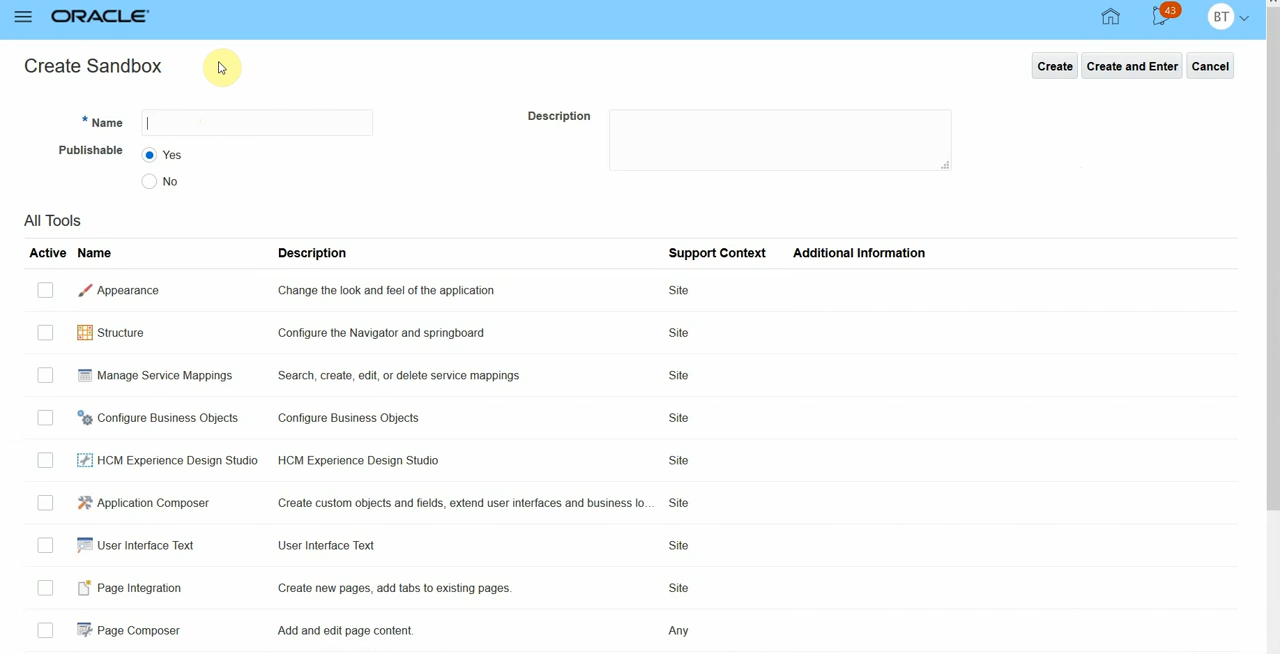 ORACLE
43
BT
Create Sandbox
Create
Create and Enter
Cancel
* Name
Description
Publishable
Yes
No
All Tools
Active Name Description Support Context Additional Information
Appearance Change the look and feel of the application Site
Structure Configure the Navigator and springboard Site
Manage Service Mappings Search, create, edit, or delete service mappings Site
Configure Business Objects Configure Business Objects Site
HCM Experience Design Studio HCM Experience Design Studio Site
Application Composer Create custom objects and fields, extend user interfaces and business lo... Site
User Interface Text User Interface Text Site
Page Integration Create new pages, add tabs to existing pages. Site
Page Composer Add and edit page content. Any